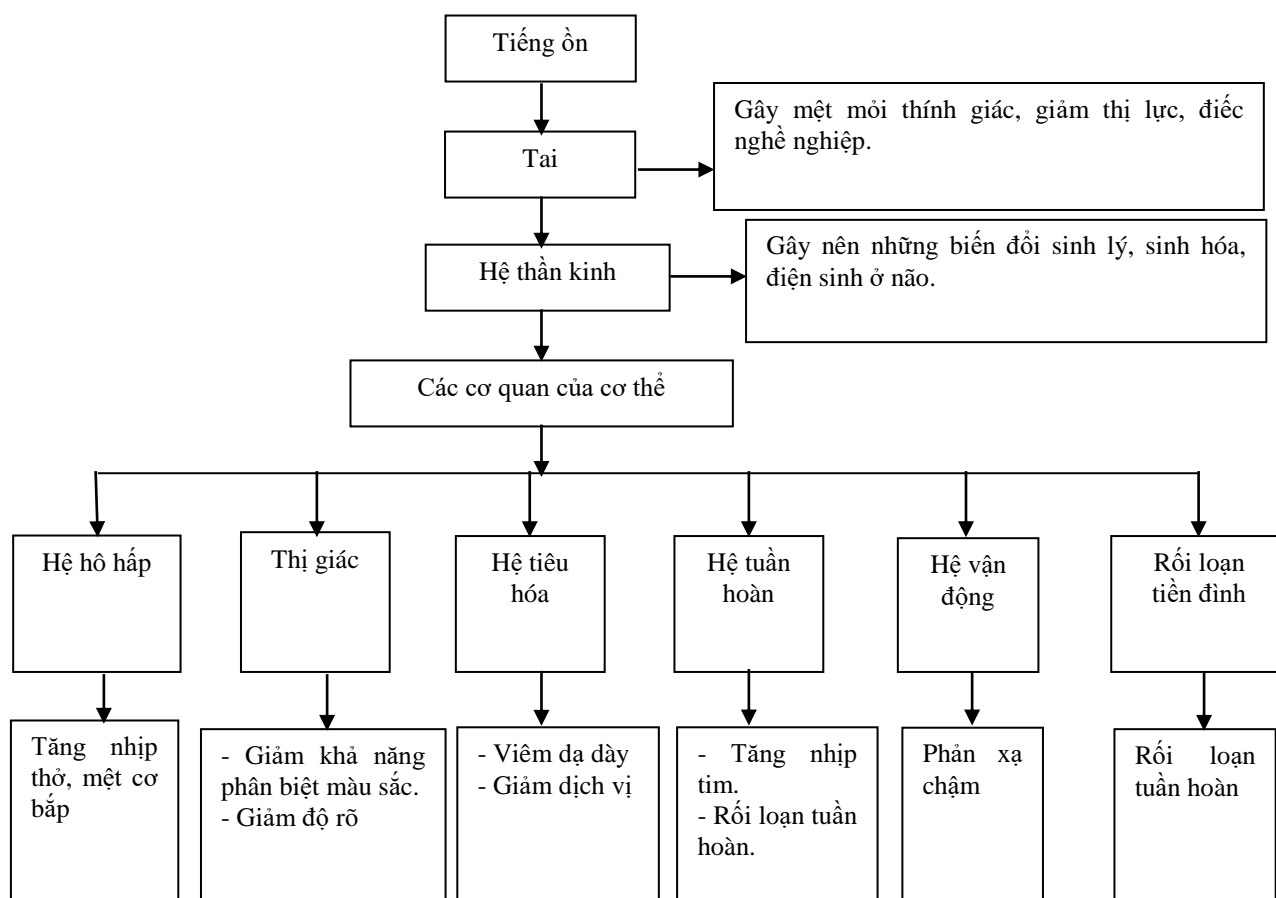 Tiếng ồn
Gây mệt mỏi thính giác, giảm thị lực, điếc
nghề nghiệp.
Tai
Gây nên những biến đổi sinh lý, sinh hóa,
điện sinh ở não.
Hệ thần kinh
Các cơ quan của cơ thể
Hệ hô hấp
Thị giác
Hệ tiêu
hóa
Hệ tuần
hoàn
Hệ vận
động
Rối loạn
tiền đình
Tăng nhịp
thở, mệt cơ
bắp
- Giảm khả năng
phân biệt màu sắc.
- Giảm độ rõ
- Viêm dạ dày
- Giảm dịch vị
- Tăng nhịp
tim.
- Rối loạn tuần
hoàn.
Phản xạ
chậm
Rối loạn
tuần hoàn